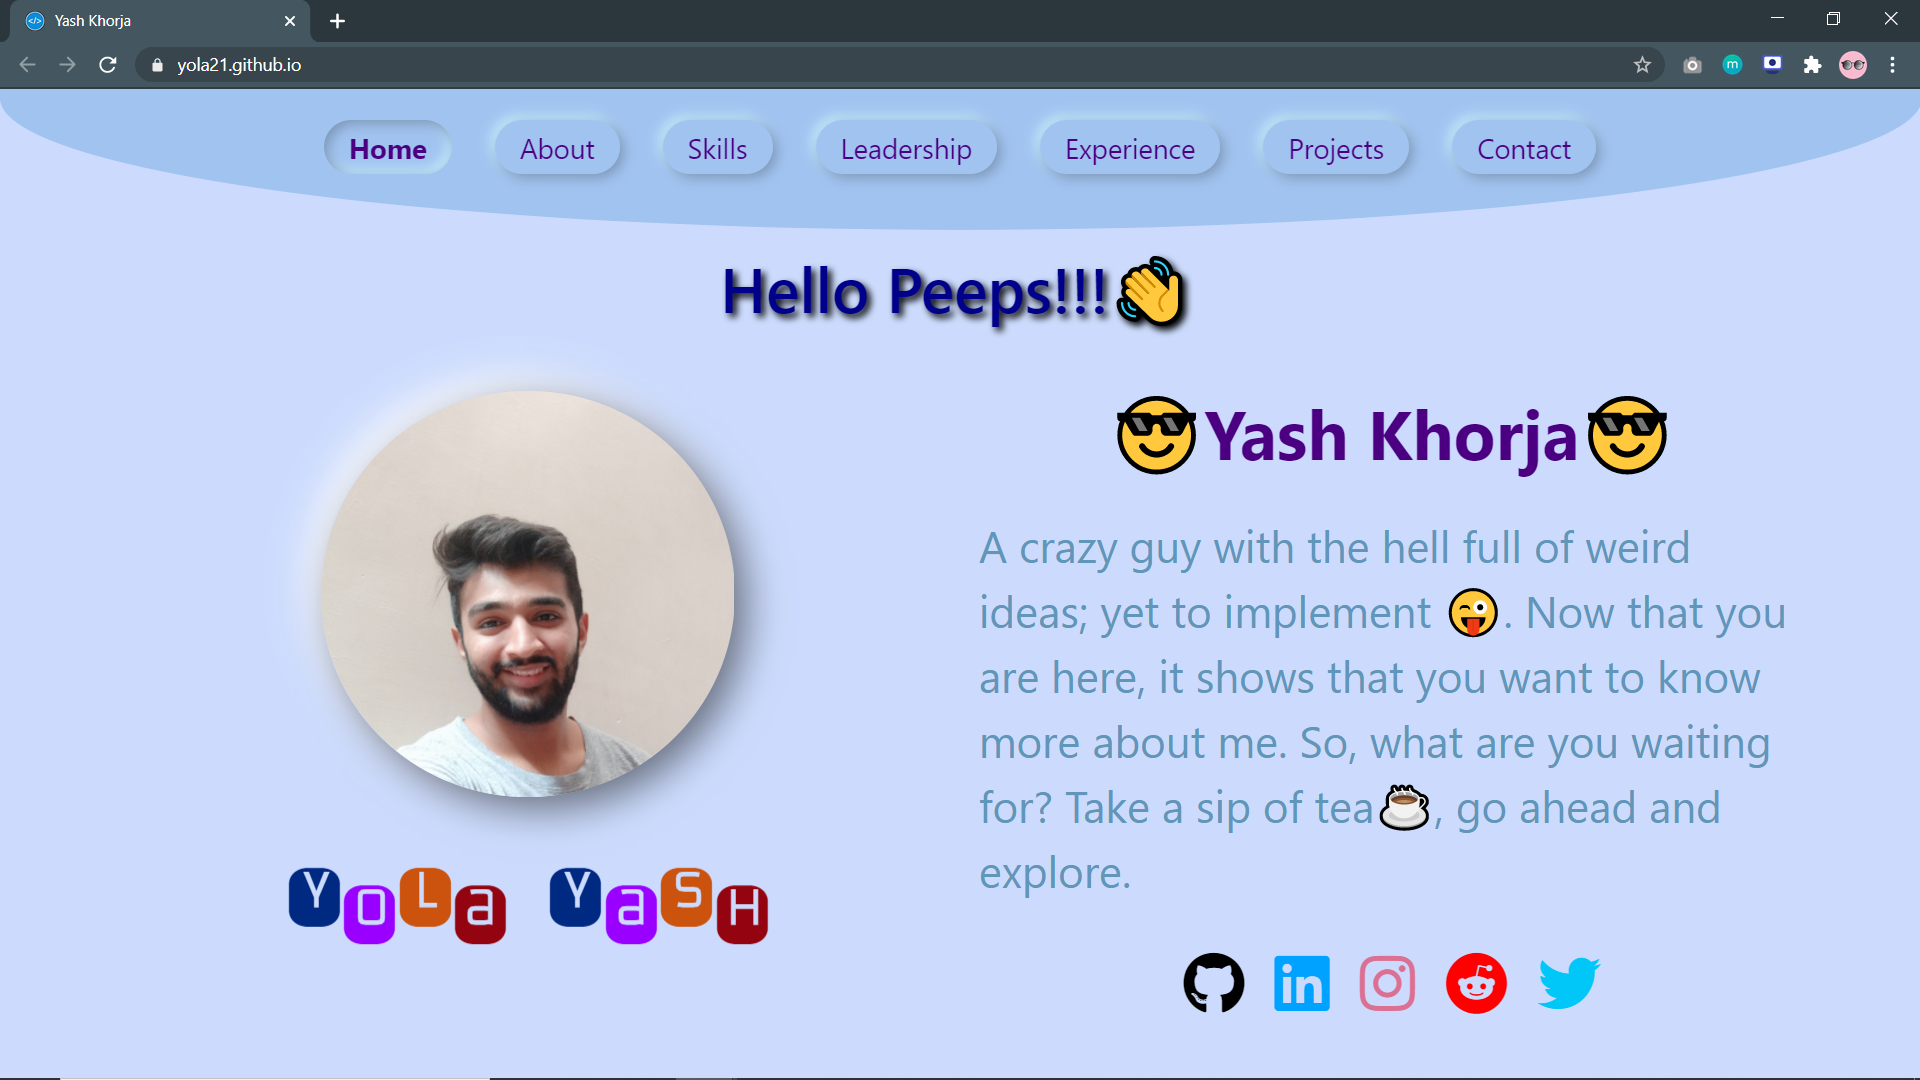 Yash Khorja
yola21.github.io
m
Home About Skills Leadership Experience Projects Contact
Hello Peeps!!!👋
😎Yash Khorja😎
A crazy guy with the hell full of weird
ideas; yet to implement 😜. Now that you
are here, it shows that you want to know
more about me. So, what are you waiting
for? Take a sip of tea☕, go ahead and
explore.
YOLa YaSH
in